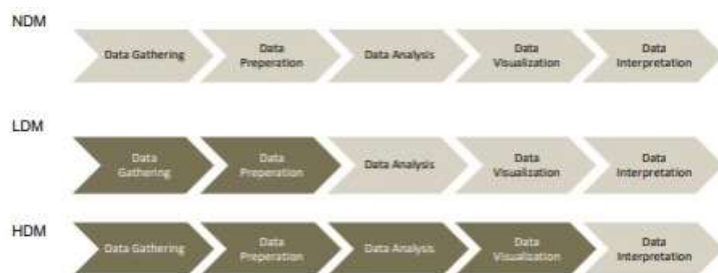 NDM
Data Gathering
Data
Preperation
Data Analysis
Data
Visualization
Data
Interpretation
LDM
Data
Gathering
Data
Preperation
Data Analysis
Data
Visualization
Data
Interpretation
HDM
Data Gathering
Data
Preperation
Data Analysis
Data
Visualization
Data
Interpretation